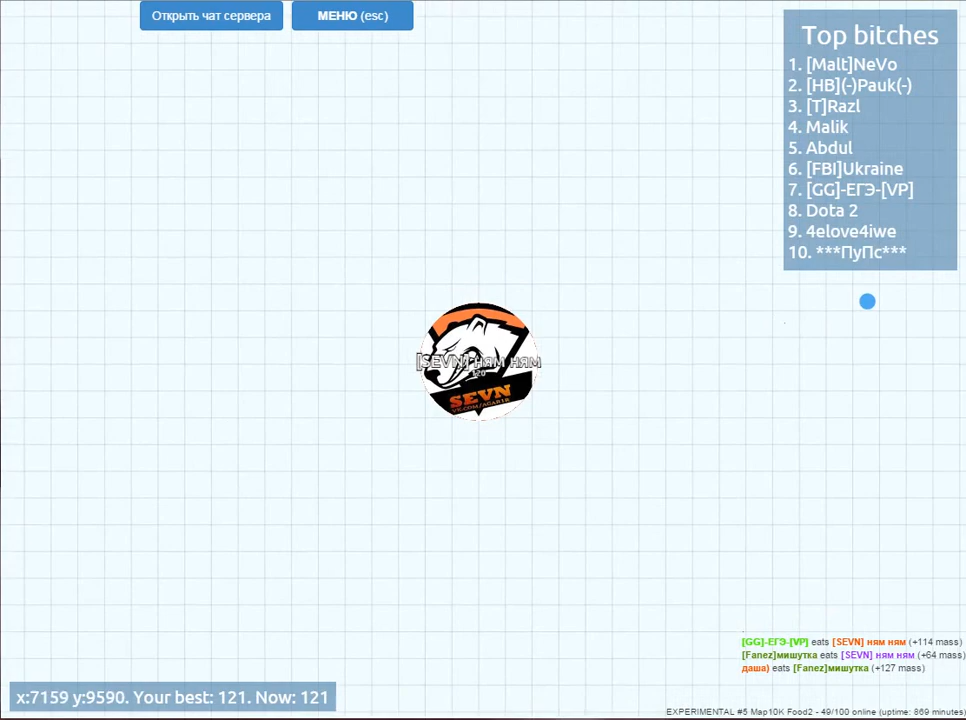 Открыть чат сервера
МЕНЮ (esc)
Top bitches
1. [Malt]NeVo
2. [HB](-)Pauk(-)
3. [T]Razl
4. Malik
5. Abdul
6. [FBI]Ukraine
7. [GG]-ЕГЭ-[VP]
8. Dota 2
9. 4elove4iwe
10. ***ПуПс***
[SEVN] ням ням
120
SEVN
VK.COM/AGAR1R
[GG]-ЕГЭ-[VP] eats [SEVN] ням ням (+114 mass)
[Fanez]мишутка eats [SEVN] ням ням (+64 mass)
даша) eats [Fanez]мишутка (+127 mass)
x:7159 y:9590. Your best: 121. Now: 121
EXPERIMENTAL #5 Map10K Food2 - 49/100 online (uptime: 869 minutes)